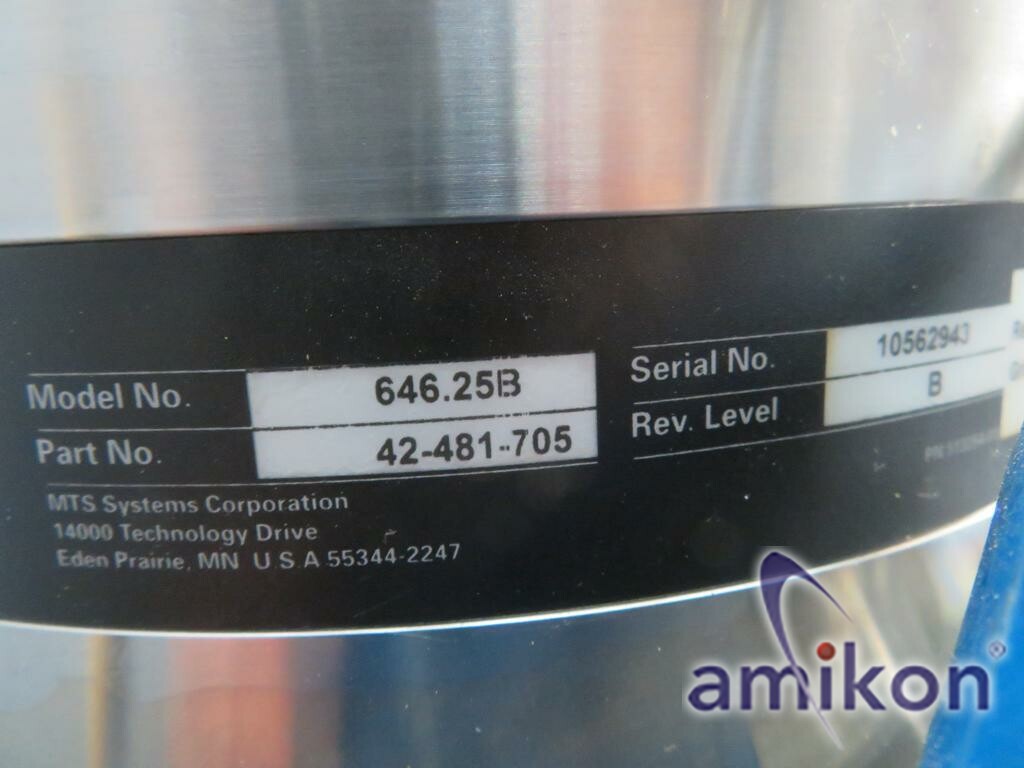 Model No. 646.25B
Part No. 42-481-705
Serial No. 10562943
Rev. Level B
MTS Systems Corporation
14000 Technology Drive
Eden Prairie, MN U.S.A 55344-2247
amikon®